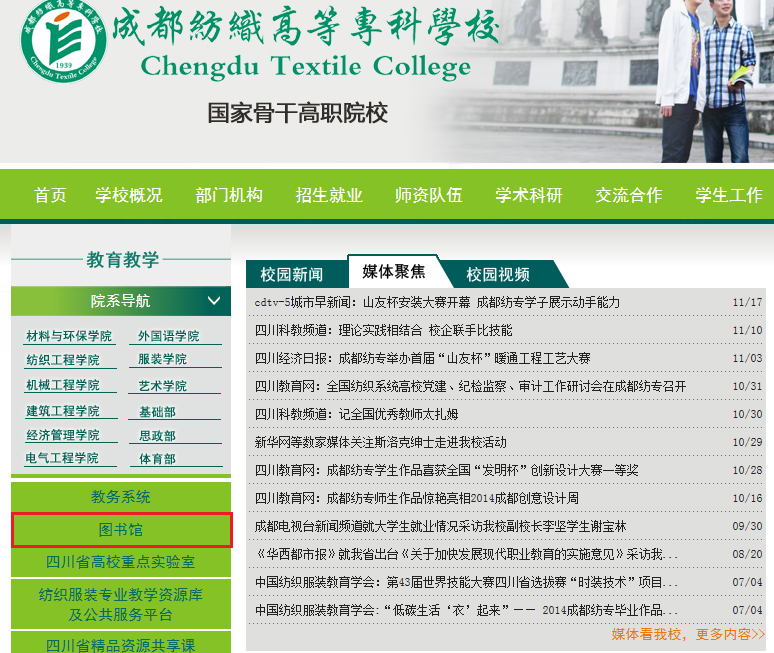 成都纺织高等专科学校
1939
Chengdu Textile College
成都紡織高等專科學校
Chengdu Textile College
国家骨干高职院校
首页 学校概况 部门机构 招生就业 师资队伍 学术科研 交流合作 学生工作
教育教学
院系导航
材料与环保学院 外国语学院
纺织工程学院 服装学院
机械工程学院 艺术学院
建筑工程学院 基础部
经济管理学院 思政部
电气工程学院 体育部
教务系统
图书馆
四川省高校重点实验室
纺织服装专业教学资源库
及公共服务平台
四川省精品资源共享课
校园新闻 媒体聚焦 校园视频
cdtv-5城市早新闻：山友杯安装大赛开幕 成都纺专学子展示动手能力 11/17
四川科教频道：理论实践相结合 校企联手比技能 11/10
四川经济日报：成都纺专举办首届“山友杯”暖通工程工艺大赛 11/03
四川教育网：全国纺织系统高校党建、纪检监察、审计工作研讨会在成都纺专召开 10/31
四川科教频道：记全国优秀教师太扎姆 10/30
新华网等数家媒体关注斯洛克绅士走进我校活动 10/29
四川教育网：成都纺专学生作品喜获全国“发明杯”创新设计大赛一等奖 10/28
四川教育网：成都纺专师生作品惊艳亮相2014成都创意设计周 10/16
成都电视台新闻频道就大学生就业情况采访我校副校长李坚学生谢宝林 09/30
《华西都市报》就我省出台《关于加快发展现代职业教育的实施意见》采访我... 08/20
中国纺织服装教育学会：第43届世界技能大赛四川省选拔赛“时装技术”项目... 07/04
中国纺织服装教育学会:“低碳生活‘衣’起来”—— 2014成都纺专毕业作品... 07/04
媒体看我校，更多内容>>